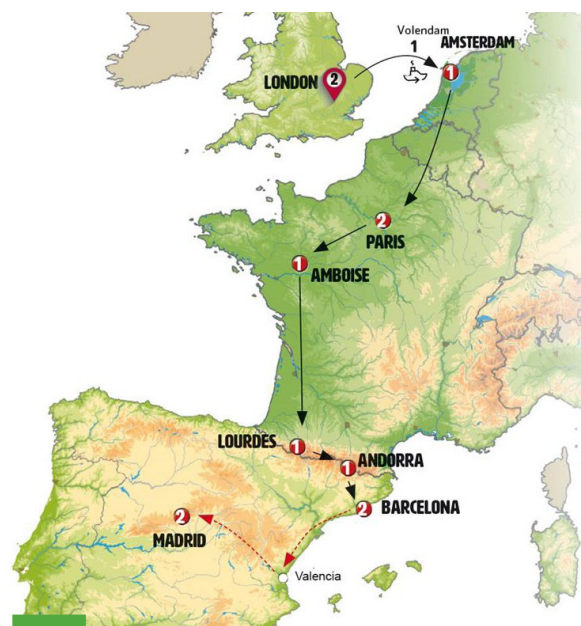 Volendam
1
AMSTERDAM
1
LONDON
2
2
PARIS
1
AMBOISE
LOURDES
1
1
ANDORRA
2
BARCELONA
2
MADRID
Valencia